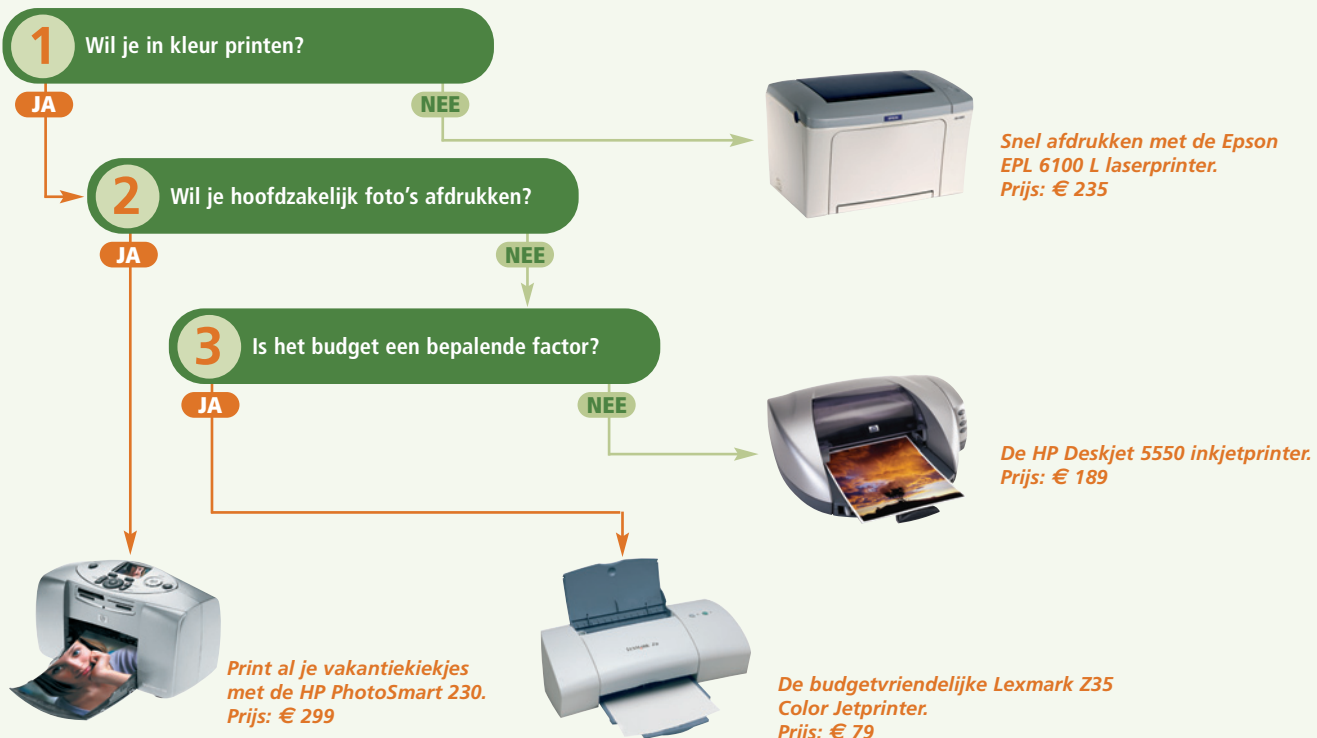 1 Wil je in kleur printen?
JA
NEE
Snel afdrukken met de Epson
EPL 6100 L laserprinter.
Prijs: € 235
2 Wil je hoofdzakelijk foto's afdrukken?
JA
NEE
3 Is het budget een bepalende factor?
JA
NEE
De HP Deskjet 5550 inkjetprinter.
Prijs: € 189
Print al je vakantiekiekjes
met de HP PhotoSmart 230.
Prijs: € 299
De budgetvriendelijke Lexmark Z35
Color Jetprinter.
Prijs: € 79